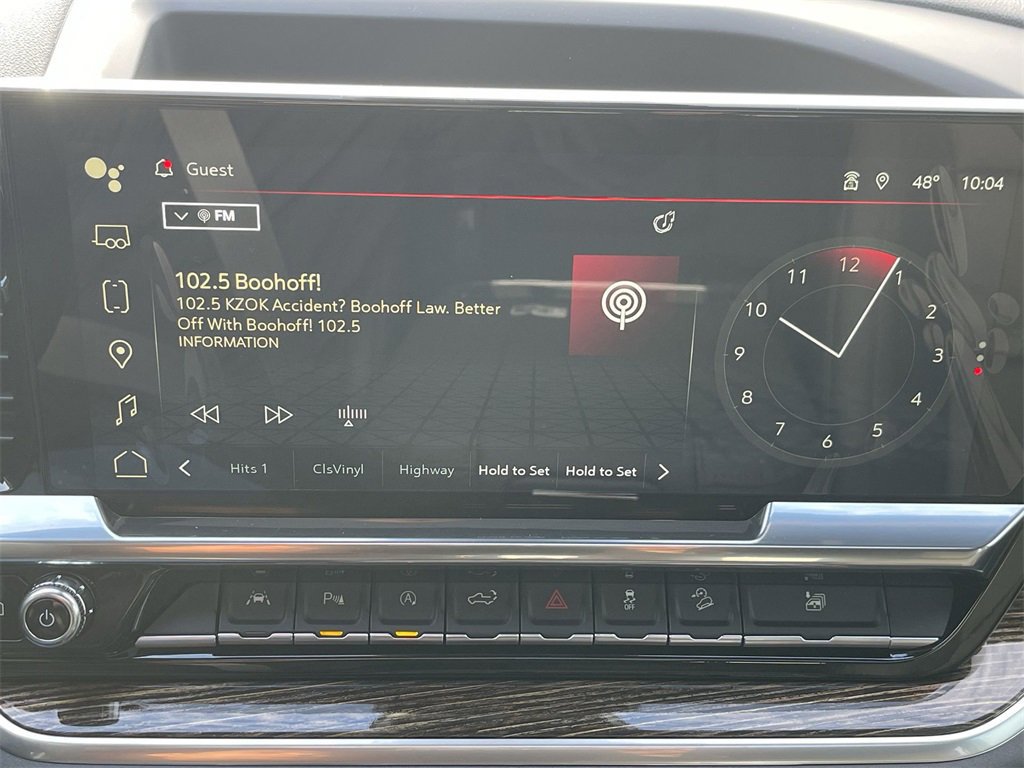 Guest
48° 10:04
FM
102.5 Boohoff!
102.5 KZOK Accident? Boohoff Law. Better
Off With Boohoff! 102.5
INFORMATION
12
1
2
3
4
5
6
7
8
9
10
11
Hits 1 ClsVinyl Highway Hold to Set Hold to Set
P
A
OFF